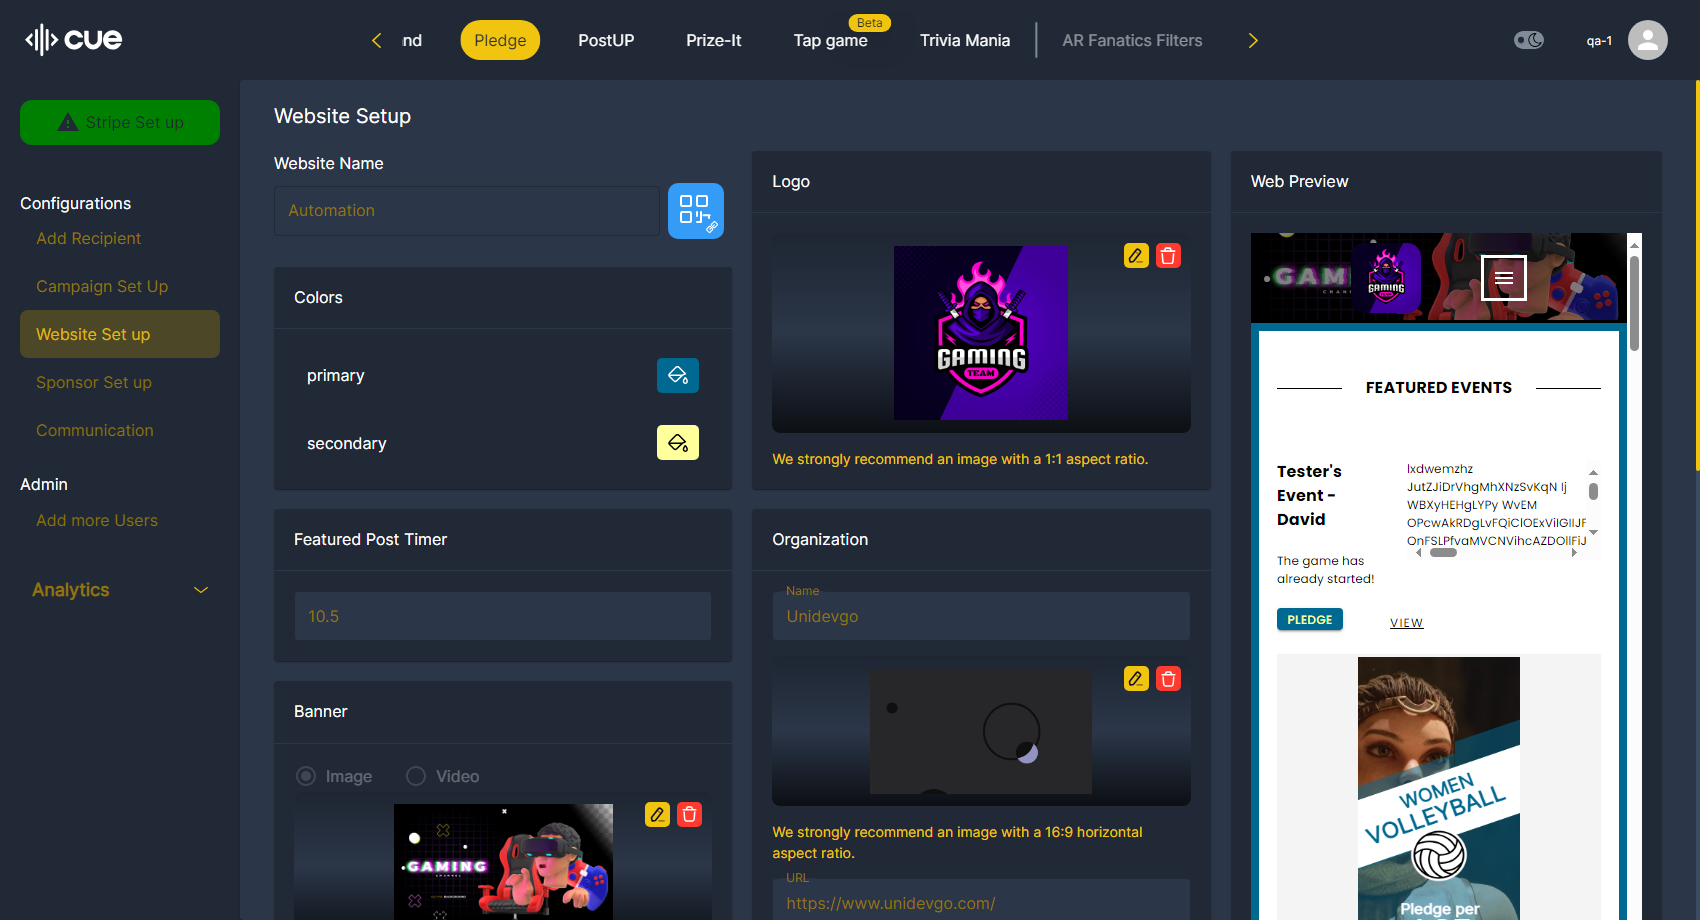 cue
nd
Pledge
PostUP
Prize-It
Beta
Tap game
Trivia Mania
AR Fanatics Filters
qa-1
Stripe Set up
Configurations
Add Recipient
Campaign Set Up
Website Set up
Sponsor Set up
Communication
Admin
Add more Users
Analytics
Website Setup
Website Name
Automation
Colors
primary
secondary
Featured Post Timer
10.5
Banner
Image
Video
GAMING
Logo
GAMING
TEAM
We strongly recommend an image with a 1:1 aspect ratio.
Organization
Name
Unidevgo
We strongly recommend an image with a 16:9 horizontal
aspect ratio.
URL
https://www.unidevgo.com/
Web Preview
GAMI
GAMING
TEAM
FEATURED EVENTS
Tester's
Event -
David
The game has
already started!
lxdwemzhz
JutZJiDrVhgMhXNzSvKqN lj
WBXyHEHgLYPy WvEM
PLEDGE
VIEW
WOMEN
VOLLEYBALL
Pledge per